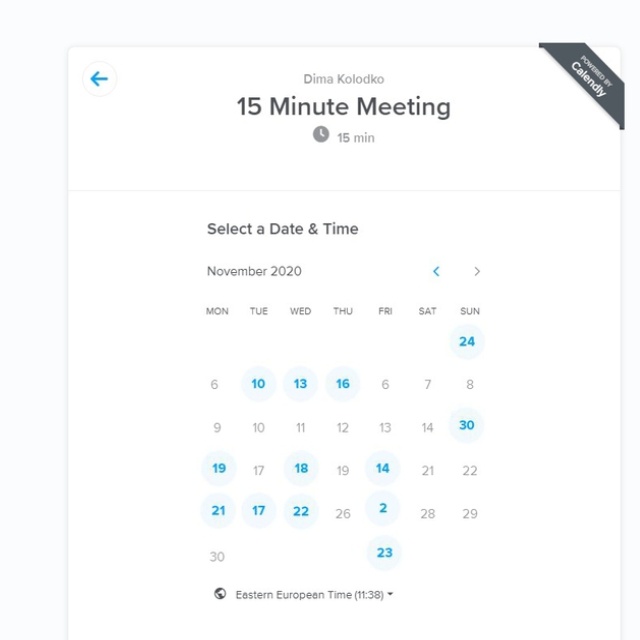 POWERED BY
Calendly
Dima Kolodko
15 Minute Meeting
15 min
Select a Date & Time
November 2020
MON TUE WED THU FRI SAT SUN
24
6 10 13 16 6 7 8
9 10 11 12 13 14 30
19 17 18 19 14 21 22
21 17 22 26 2 28 29
30 23
Eastern European Time (11:38)